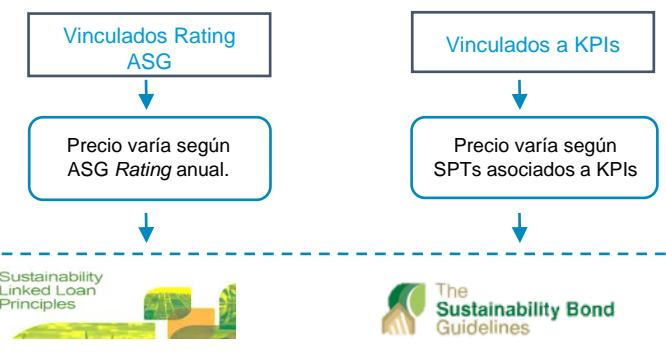 Vinculados Rating
ASG
Vinculados a KPIs
Precio varía según
ASG Rating anual.
Precio varía según
SPTs asociados a KPIs
Sustainability
Linked Loan
Principles
The
Sustainability Bond
Guidelines